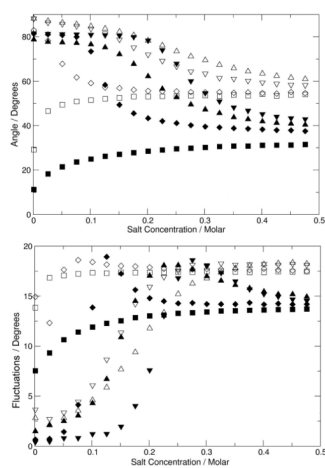 80
60
40
20
0
Angle / Degrees
0 0.1 0.2 0.3 0.4 0.5
Salt Concentration / Molar
20
15
10
5
0
Fluctuations / Degrees
0 0.1 0.2 0.3 0.4 0.5
Salt Concentration / Molar